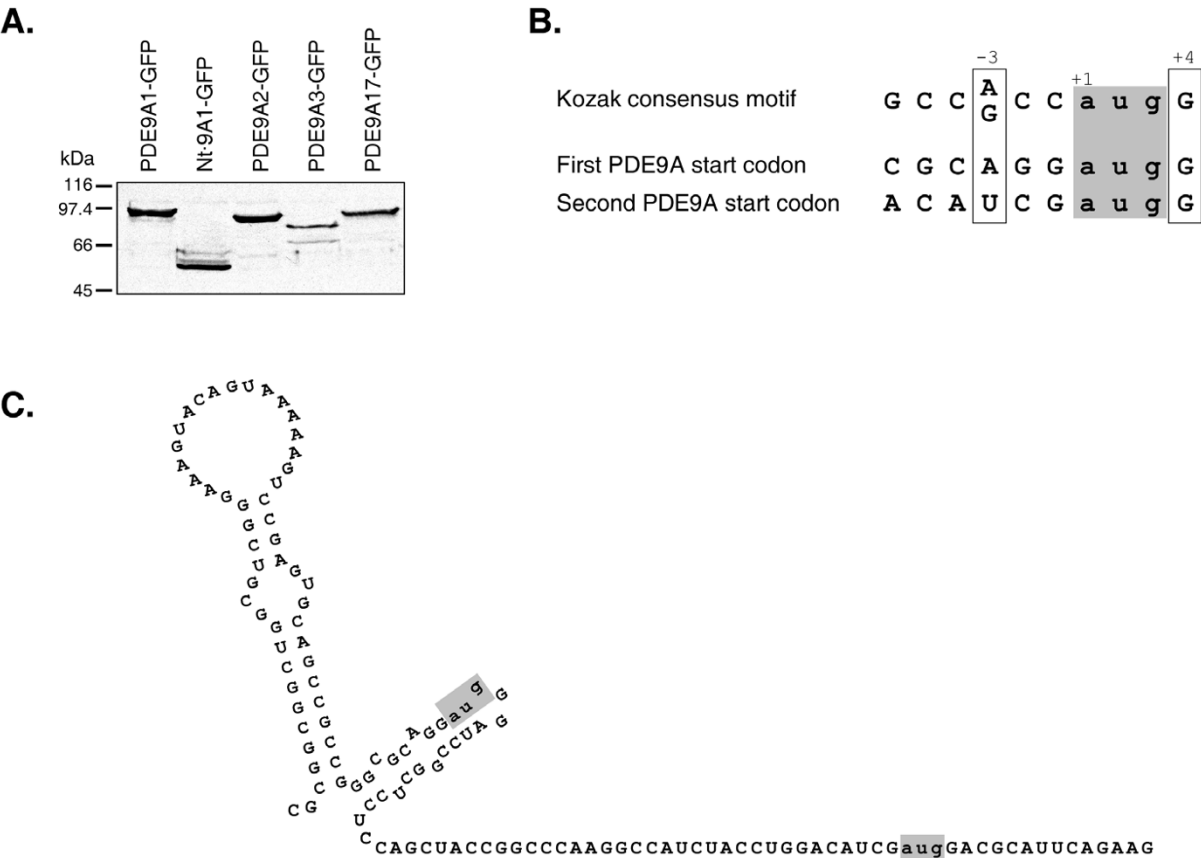 A.
PDE9A1-GFP
Nt·9A1-GFP
PDE9A2-GFP
PDE9A3-GFP
PDE9A17-GFP
kDa
116
97.4
66
45
B.
-3
+1
+4
Kozak consensus motif G C C A G C C a u g G
First PDE9A start codon C G C A G G a u g G
Second PDE9A start codon A C A U C G a u g G
C.
CGCGGCGGCUGGCGUCGGGAAAGUACAGUAAAAAGUCCGAGUGCAGCCGCCGGGCGCAGGaugGGAUCCGGCUCCUC
CAGCUACCGGCCCAAGGCCAUCUACCUGGACAUCGaugGACGCAUUCAGAAG